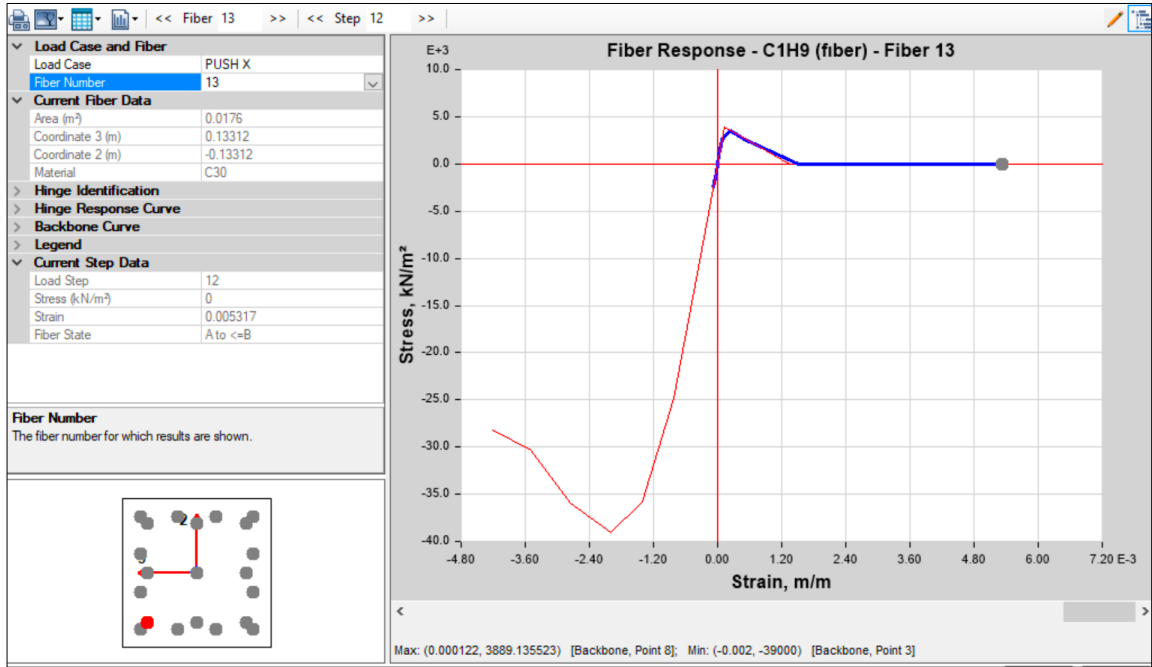 << Fiber 13 >> << Step 12 >>
Load Case and Fiber
Load Case PUSH X
Fiber Number 13
Current Fiber Data
Area (m²) 0.0176
Coordinate 3 (m) 0.13312
Coordinate 2 (m) -0.13312
Material C30
Hinge Identification
Hinge Response Curve
Backbone Curve
Legend
Current Step Data
Load Step 12
Stress (kN/m²) 0
Strain 0.005317
Fiber State A to <=B
Fiber Number
The fiber number for which results are shown.
2
3
Fiber Response - C1H9 (fıber) - Fiber 13
E+3
10.0
5.0
0.0
-5.0
-10.0
-15.0
-20.0
-25.0
-30.0
-35.0
-40.0
Stress, kN/m²
-4.80 -3.60 -2.40 -1.20 0.00 1.20 2.40 3.60 4.80 6.00 7.20 E-3
Strain, m/m
< >
Max: (0.000122, 3889.135523) [Backbone, Point 8]; Min: (-0.002, -39000) [Backbone, Point 3]